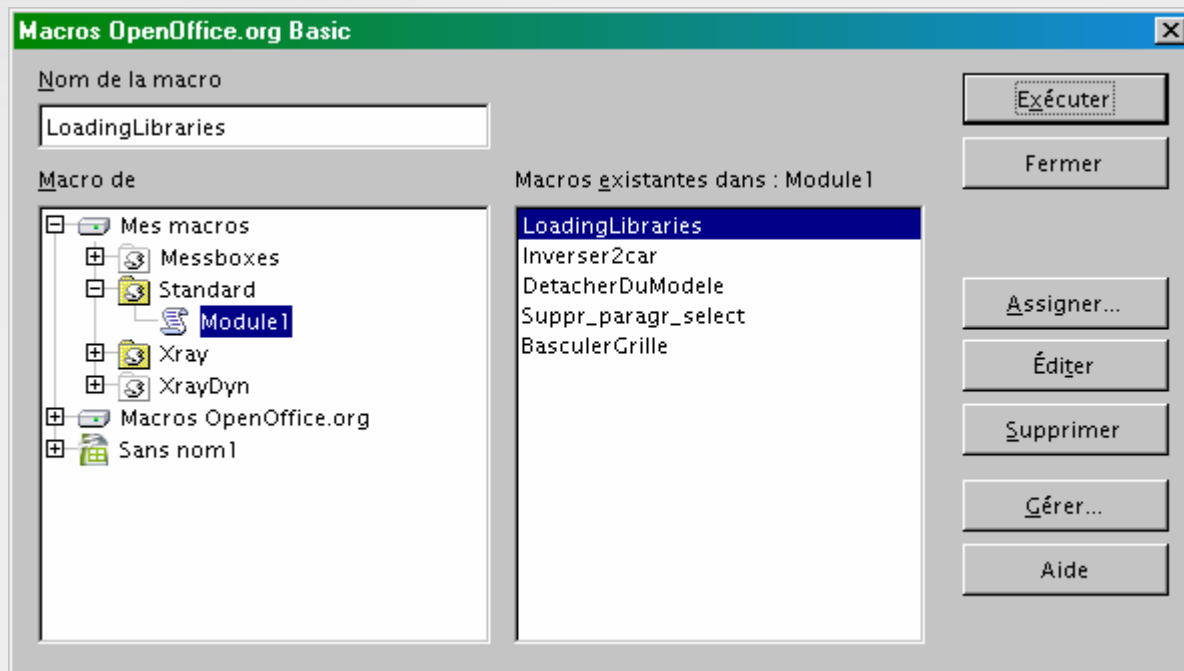 Macros OpenOffice.org Basic
Nom de la macro
LoadingLibraries
Macro de
Mes macros
Messboxes
Standard
Module1
Xray
XrayDyn
Macros OpenOffice.org
Sans nom1
Macros existantes dans : Module1
LoadingLibraries
Inverser2car
DetacherDuModele
Suppr_paragr_select
BasculerGrille
Exécuter
Fermer
Assigner...
Éditer
Supprimer
Gérer...
Aide